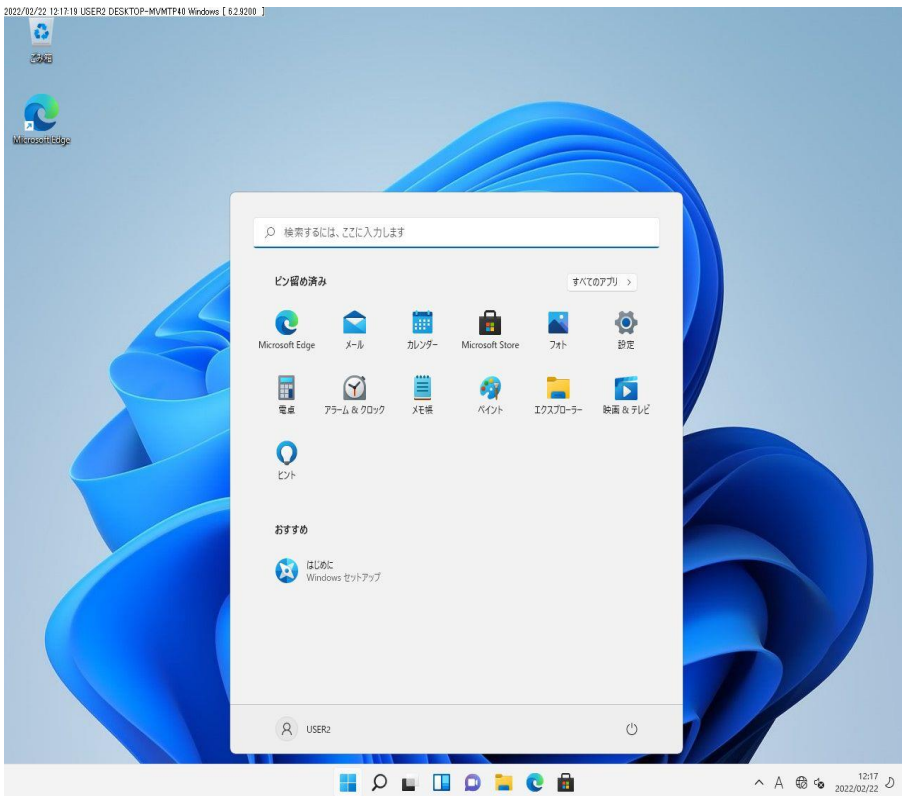 2022/02/22 12:17:19 USER2 DESKTOP-MVMTP40 Windows [ 6.2.9200 ]
ごみ箱
Microsoft Edge
検索するには、ここに入力します
ピン留め済み
すべてのアプリ >
Microsoft Edge
メール
カレンダー
Microsoft Store
フォト
設定
電卓
アラーム & クロック
メモ帳
ペイント
エクスプローラー
映画 & テレビ
ヒント
おすすめ
はじめに
Windows セットアップ
USER2
A
12:17
2022/02/22